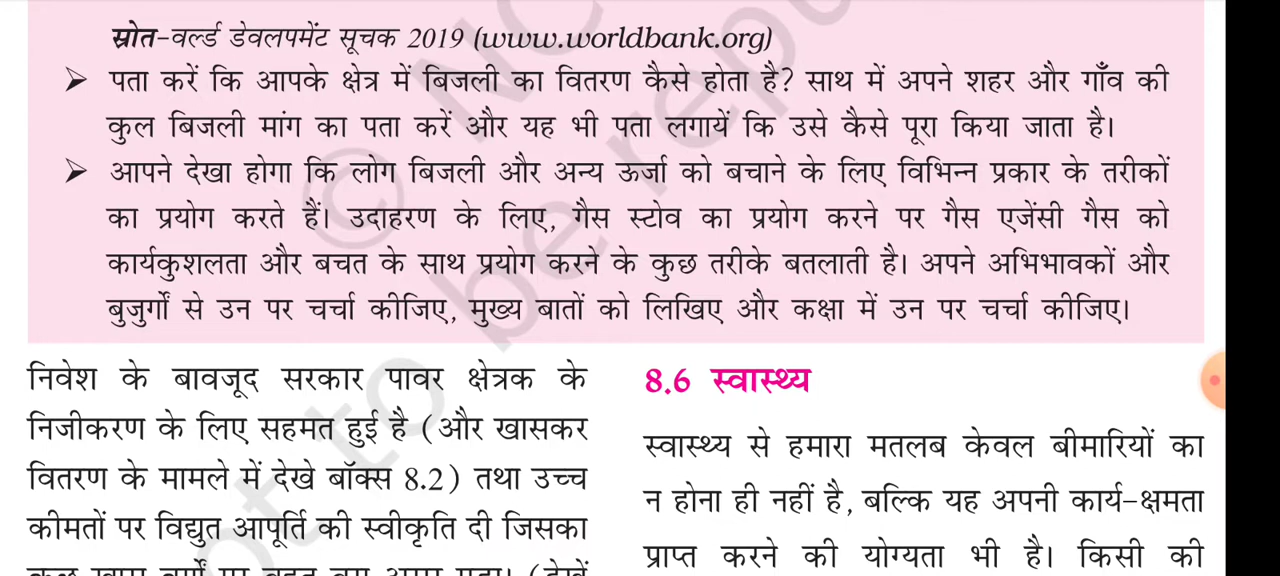 स्रोत-वर्ल्ड डेवलपमेंट सूचक 2019 (www.worldbank.org)
➤ पता करें कि आपके क्षेत्र में बिजली का वितरण कैसे होता है? साथ में अपने शहर और गाँव की
कुल बिजली मांग का पता करें और यह भी पता लगायें कि उसे कैसे पूरा किया जाता है।
➤ आपने देखा होगा कि लोग बिजली और अन्य ऊर्जा को बचाने के लिए विभिन्न प्रकार के तरीकों
का प्रयोग करते हैं। उदाहरण के लिए, गैस स्टोव का प्रयोग करने पर गैस एजेंसी गैस को
कार्यकुशलता और बचत के साथ प्रयोग करने के कुछ तरीके बतलाती है। अपने अभिभावकों और
बुजुर्गों से उन पर चर्चा कीजिए, मुख्य बातों को लिखिए और कक्षा में उन पर चर्चा कीजिए।
निवेश के बावजूद सरकार पावर क्षेत्रक के
निजीकरण के लिए सहमत हुई है (और खासकर
वितरण के मामले में देखे बॉक्स 8.2) तथा उच्च
कीमतों पर विद्युत आपूर्ति की स्वीकृति दी जिसका
8.6 स्वास्थ्य
स्वास्थ्य से हमारा मतलब केवल बीमारियों का
न होना ही नहीं है, बल्कि यह अपनी कार्य-क्षमता
प्राप्त करने की योग्यता भी है। किसी की